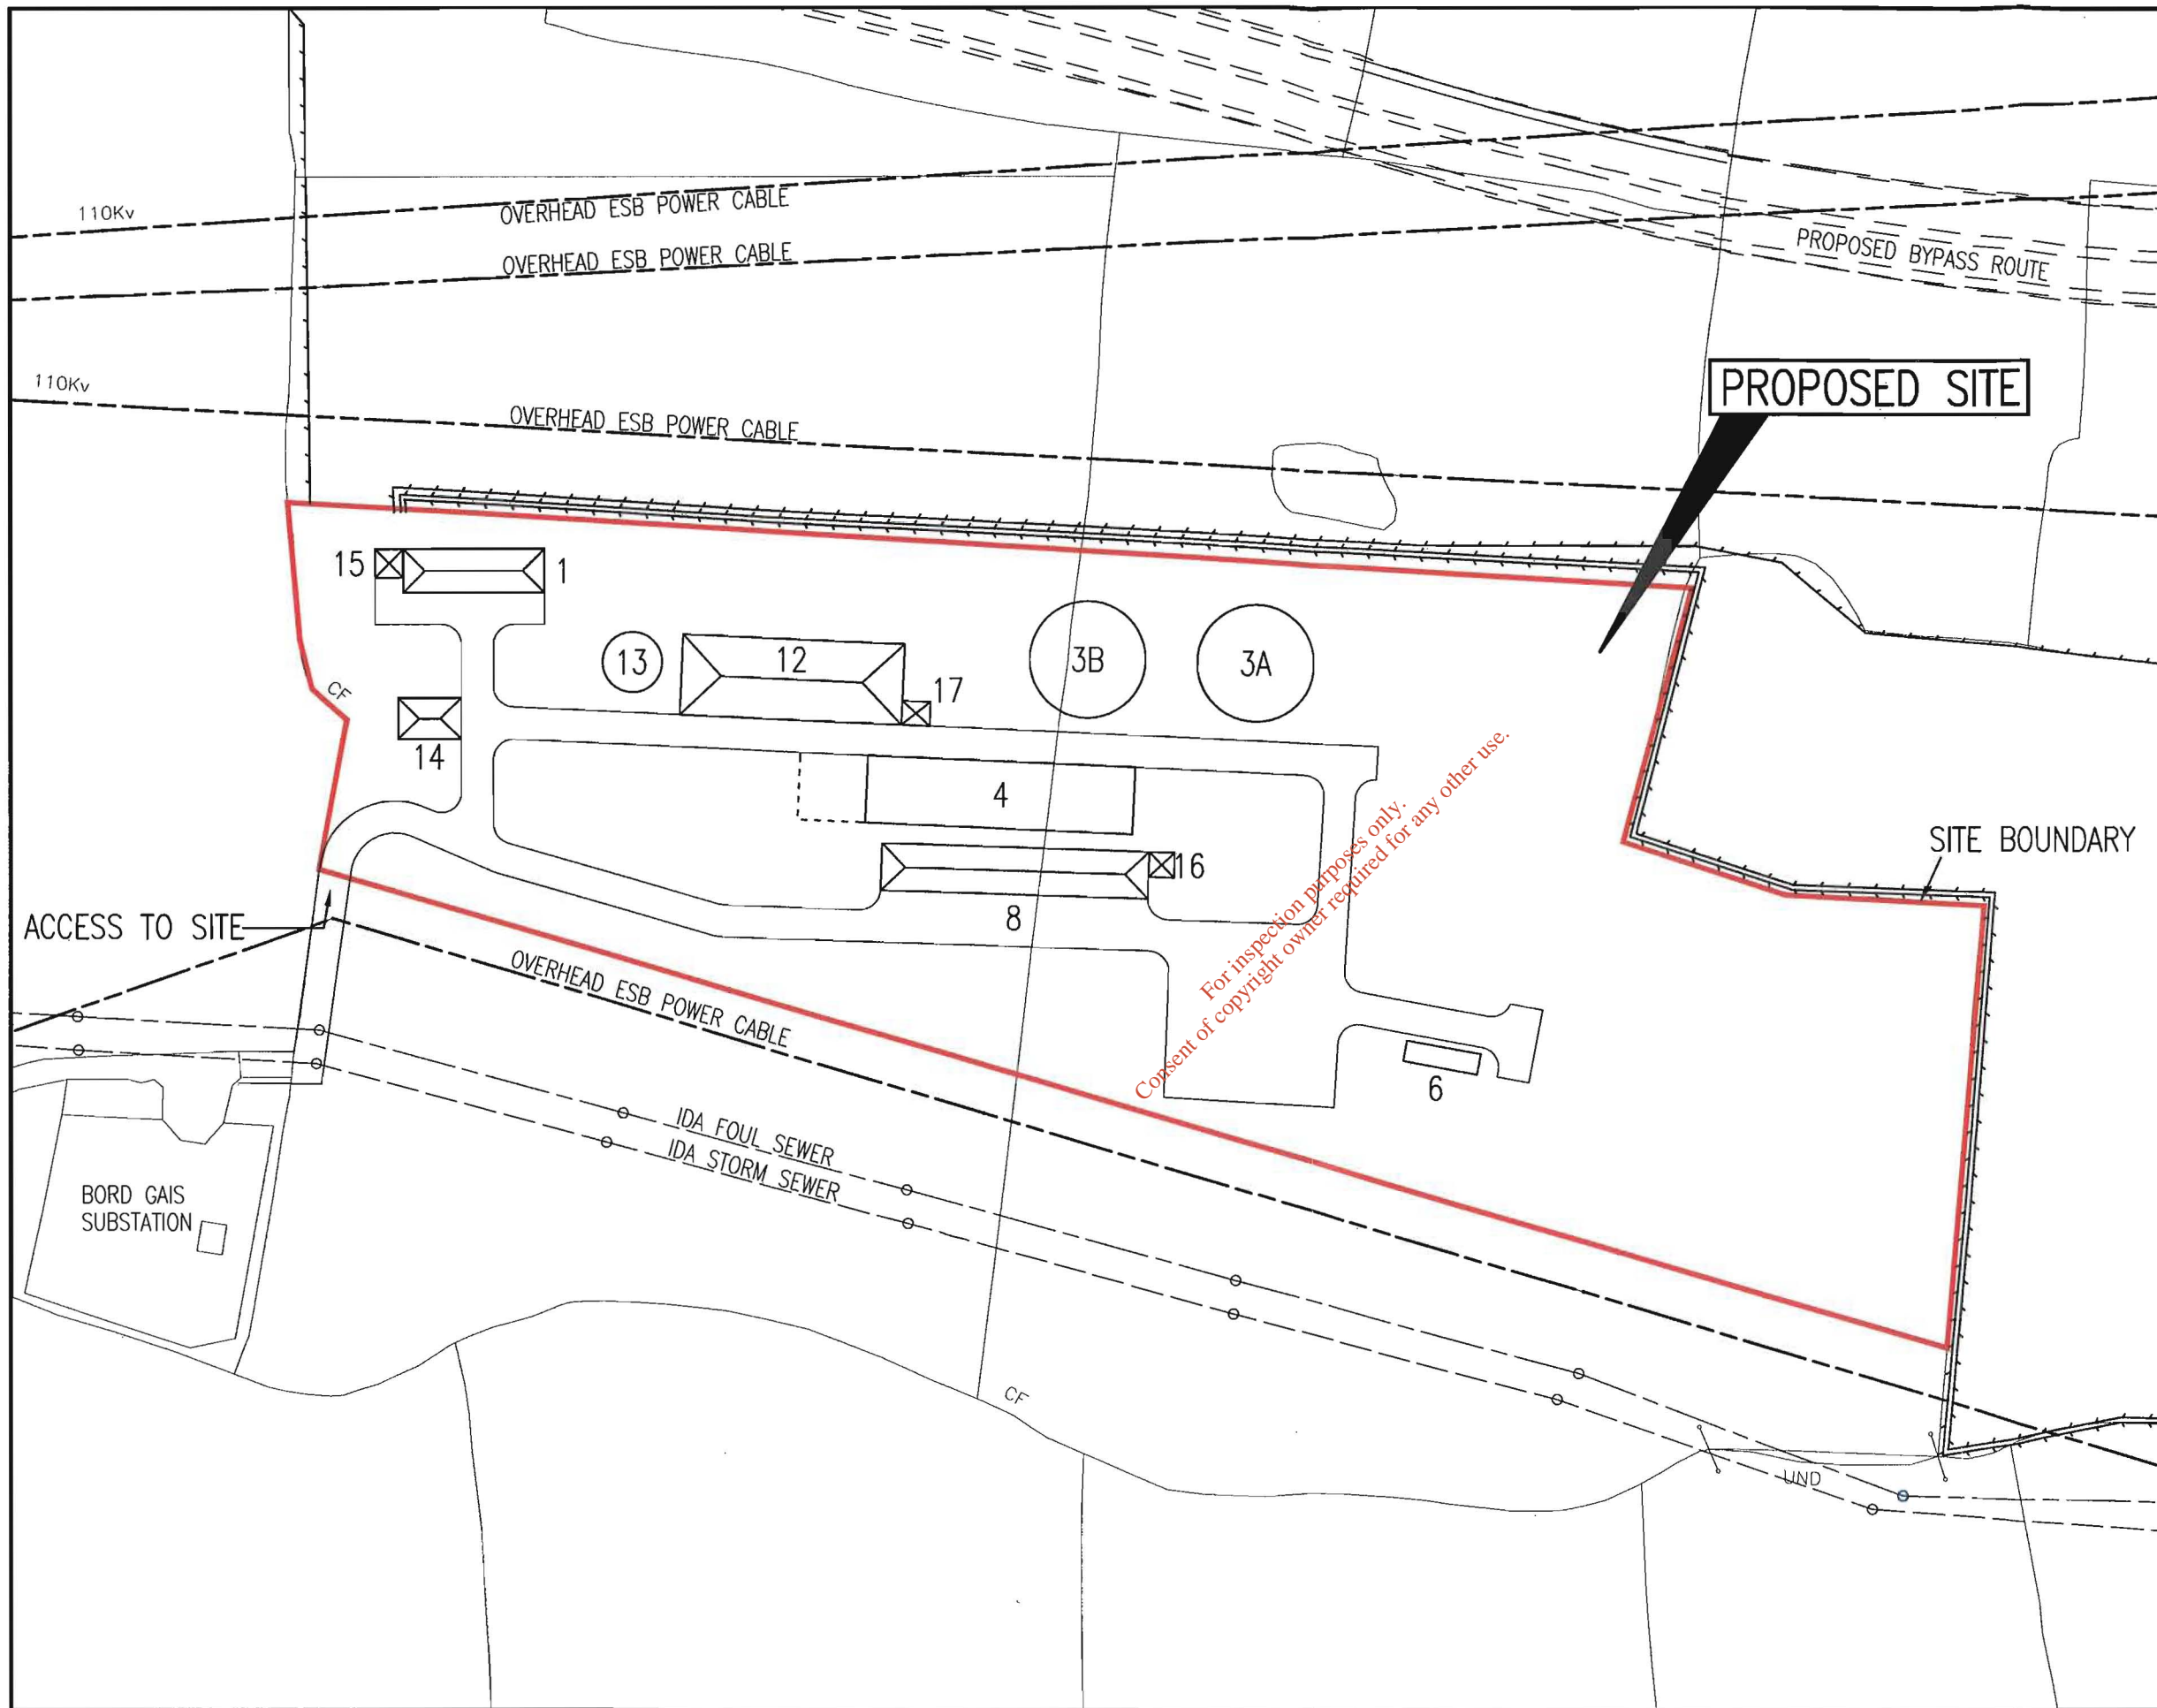 110Kv
OVERHEAD ESB POWER CABLE
OVERHEAD ESB POWER CABLE
PROPOSED BYPASS ROUTE
110Kv
OVERHEAD ESB POWER CABLE
PROPOSED SITE
15
1
13
12
17
3B
3A
CF
14
4
16
8
SITE BOUNDARY
ACCESS TO SITE
OVERHEAD ESB POWER CABLE
For inspection purposes only.
Consent of copyright owner required for any other use.
6
IDA FOUL SEWER
IDA STORM SEWER
BORD GAIS
SUBSTATION
CF
UND